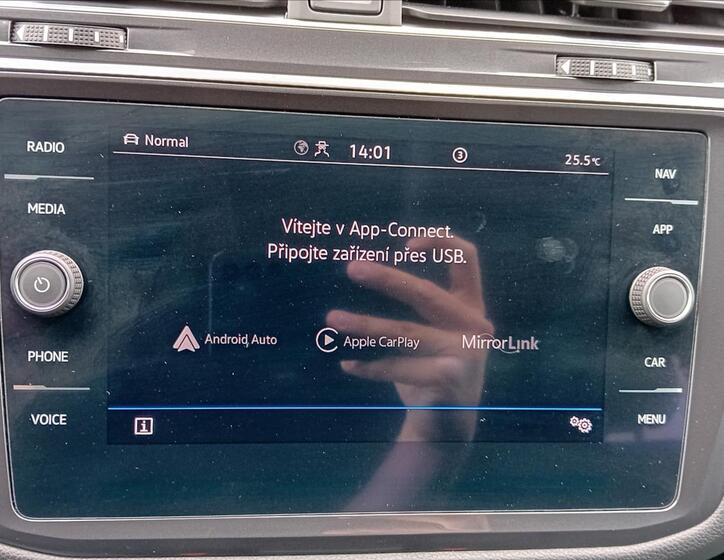 RADIO
MEDIA
PHONE
VOICE
Normal
14:01
3
25.5°C
Vítejte v App-Connect.
Připojte zařízení přes USB.
Android Auto
Apple CarPlay
MirrorLink
i
NAV
APP
CAR
MENU